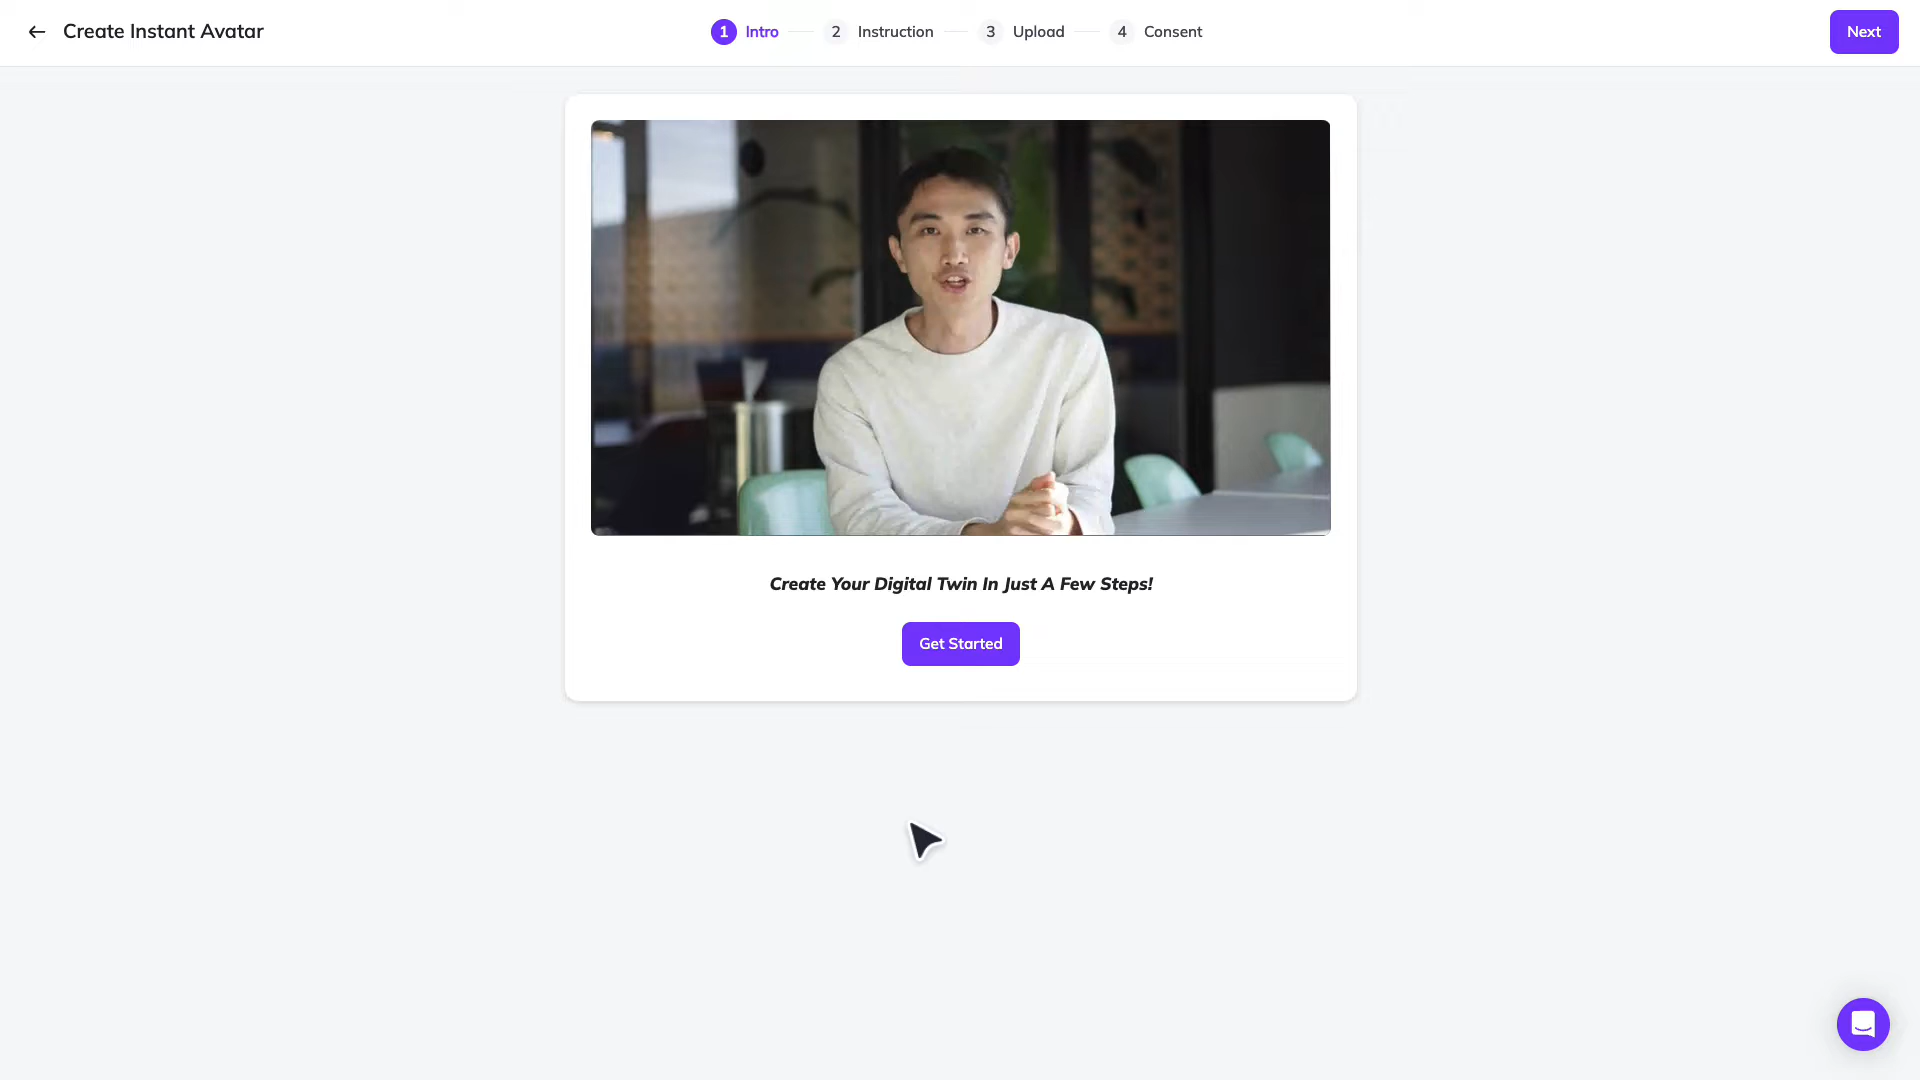 Create Instant Avatar
1 Intro
2 Instruction
3 Upload
4 Consent
Next
Create Your Digital Twin In Just A Few Steps!
Get Started